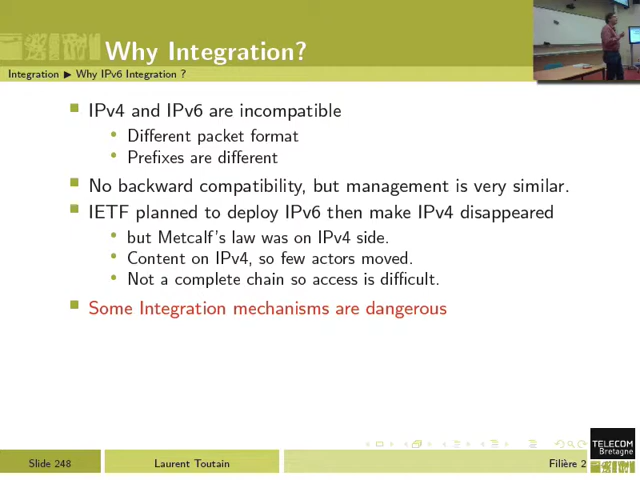 Why Integration?
Integration ▶ Why IPv6 Integration ?
IPv4 and IPv6 are incompatible
Different packet format
Prefixes are different
No backward compatibility, but management is very similar.
IETF planned to deploy IPv6 then make IPv4 disappeared
but Metcalf's law was on IPv4 side.
Content on IPv4, so few actors moved.
Not a complete chain so access is difficult.
Some Integration mechanisms are dangerous
TELECOM
Bretagne
Slide 248
Laurent Toutain
Filière 2